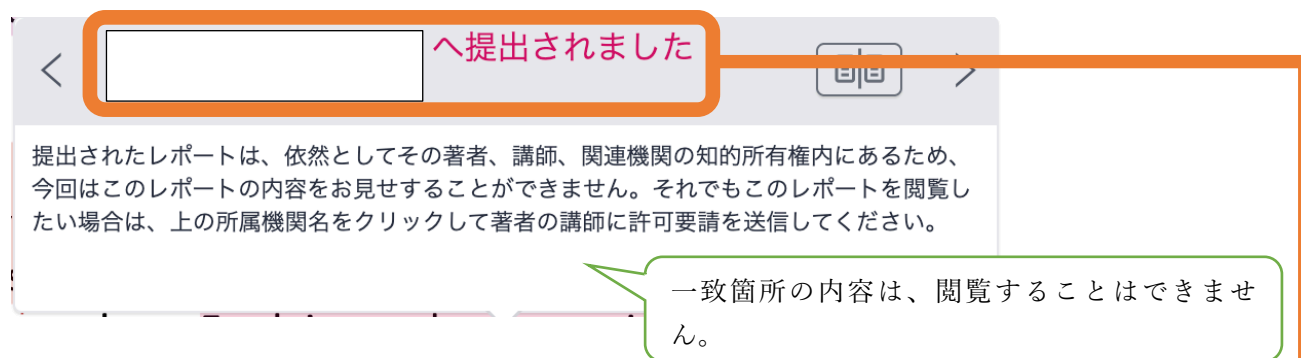 へ提出されました
提出されたレポートは、依然としてその著者、講師、関連機関の知的所有権内にあるため、
今回はこのレポートの内容をお見せすることができません。それでもこのレポートを閲覧し
たい場合は、上の所属機関名をクリックして著者の講師に許可要請を送信してください。
一致箇所の内容は、閲覧することはできませ
ん。